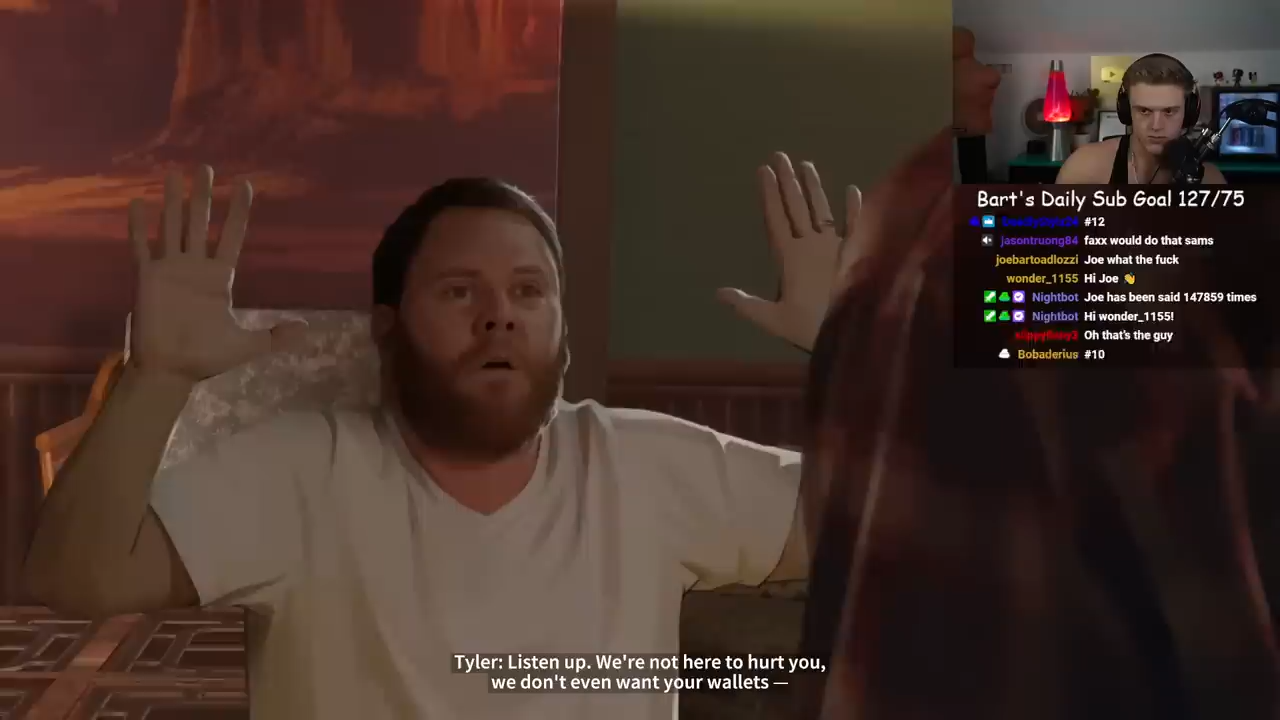 Bart's Daily Sub Goal 127/75
#12
jasontruong84 faxx would do that sams
joebartoadlozzi Joe what the fuck
wonder_1155 Hi Joe 👋
Nightbot Joe has been said 147859 times
Nightbot Hi wonder_1155!
Oh that's the guy
Bobaderius #10
Tyler: Listen up. We're not here to hurt you,
we don't even want your wallets —